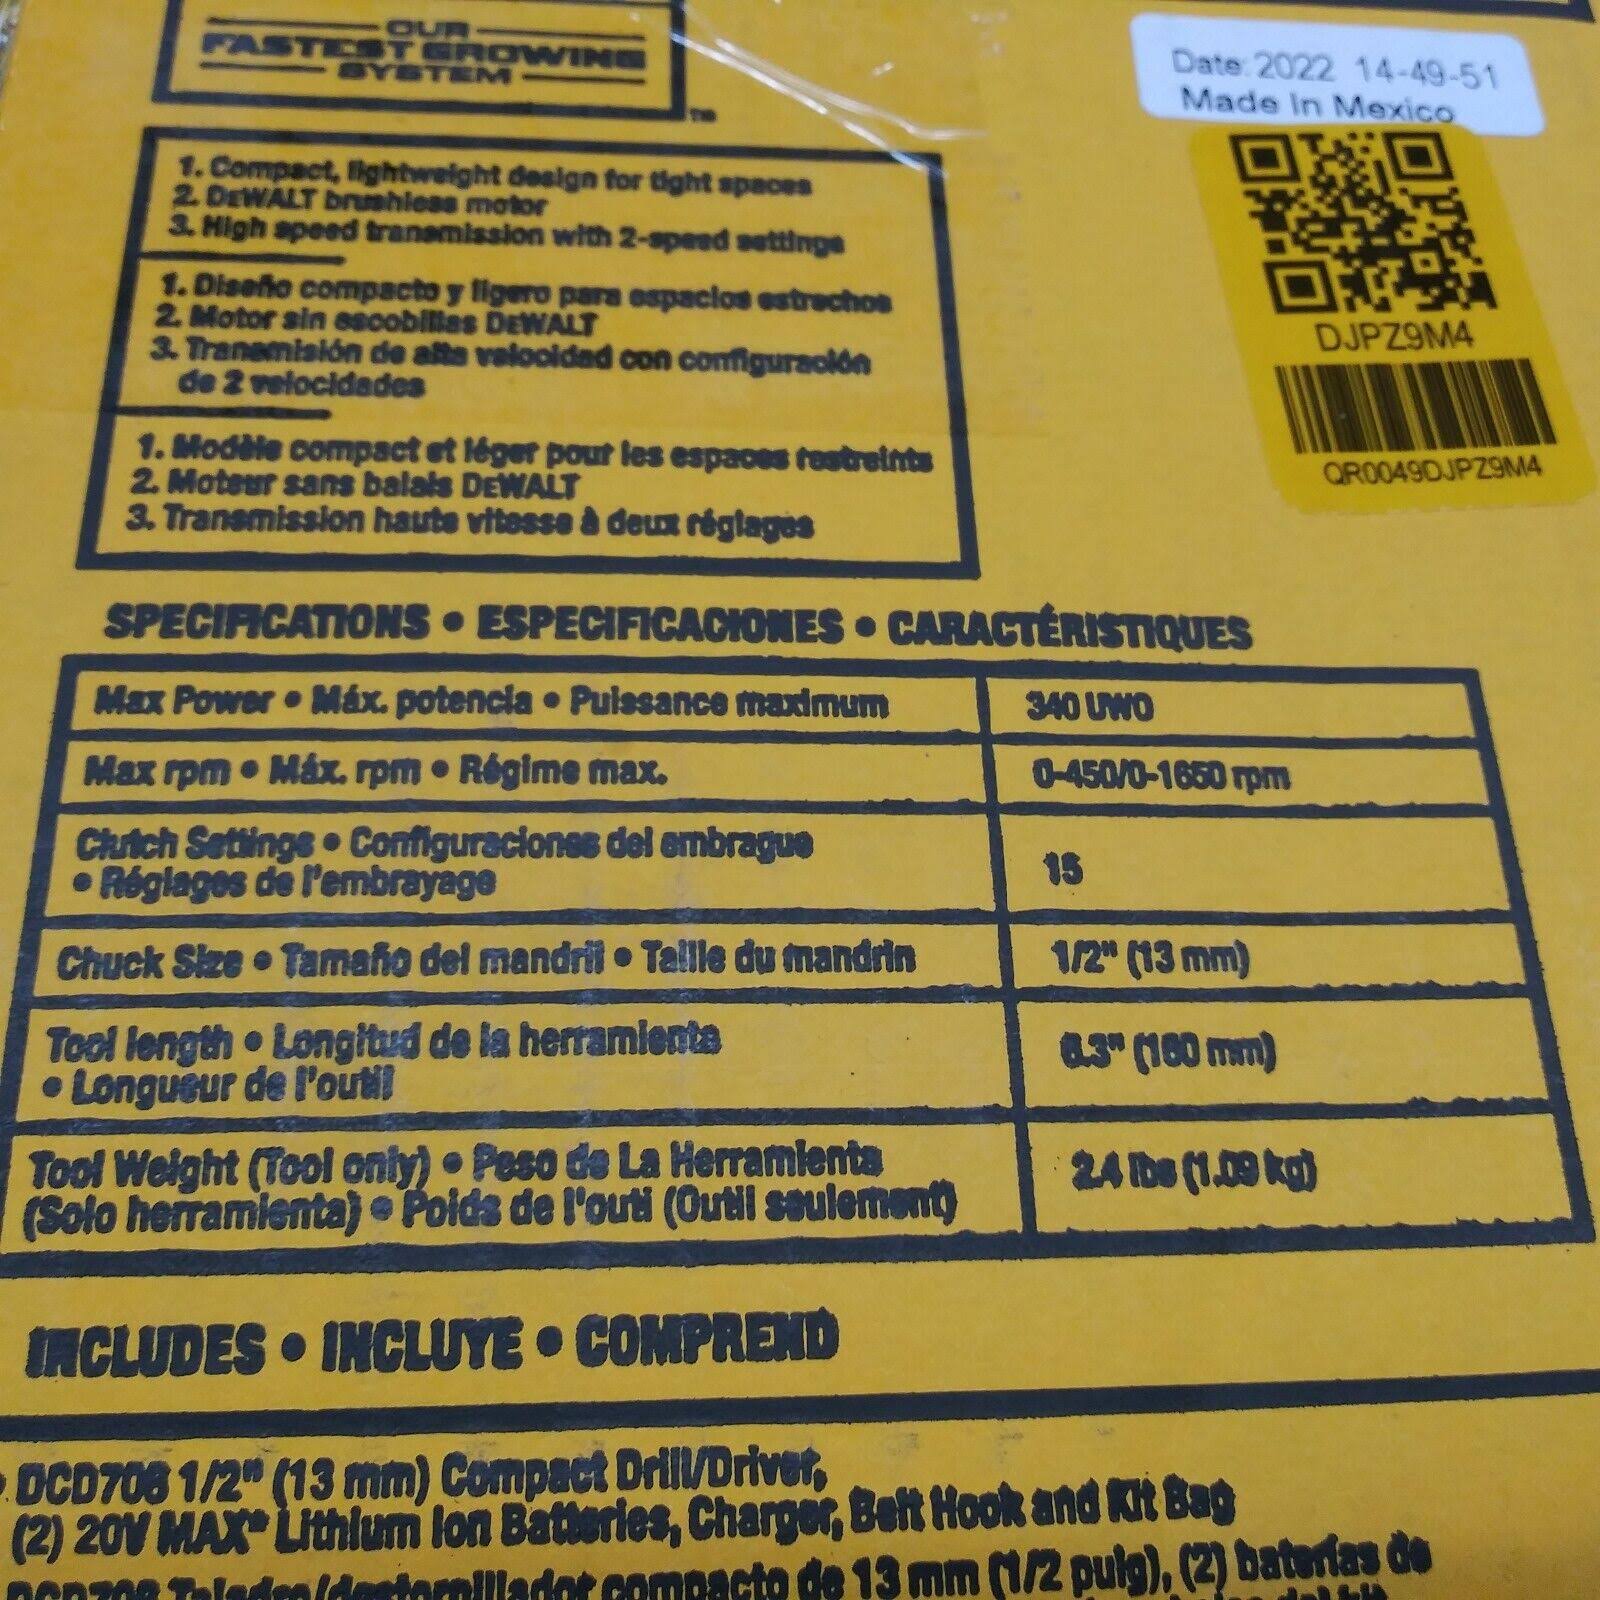 OUR
FASTEST GROWING
SYSTEM
TM
Date: 2022 14-49-51
Made In Mexico
DJPZ9M4
QR0049DJPZ9M4
1. Compact, lightweight design for tight spaces
2. DEWALT brushless motor
3. High speed transmission with 2-speed settings
1. Diseño compacto y ligero para espacios estrechos
2. Motor sin escobillas DEWALT
3. Transmisión de alta velocidad con configuración
de 2 velocidades
1. Modèle compact et léger pour les espaces restreints
2. Moteur sans balais DEWALT
3. Transmission haute vitesse à deux réglages
SPECIFICATIONS • ESPECIFICACIONES • CARACTÉRISTIQUES
Max Power • Máx. potencia • Puissance maximum 340 UWO
Max rpm • Máx. rpm • Régime max. 0-450/0-1650 rpm
Clutch Settings • Configuraciones del embrague
• Réglages de l'embrayage 15
Chuck Size • Tamaño del mandril • Taille du mandrin 1/2" (13 mm)
Tool length • Longitud de la herramienta
• Longueur de l'outil 6.3" (160 mm)
Tool Weight (Tool only) • Peso de La Herramienta
(Solo herramienta) • Poids de l'outi (Outil seulement) 2.4 lbs (1.09 kg)
INCLUDES • INCLUYE • COMPREND
• DCD708 1/2" (13 mm) Compact Drill/Driver,
(2) 20V MAX* Lithium Ion Batteries, Charger, Belt Hook and Kit Bag
DCD708 Taladro/destornillador compacto de 13 mm (1/2 pulg), (2) baterías de